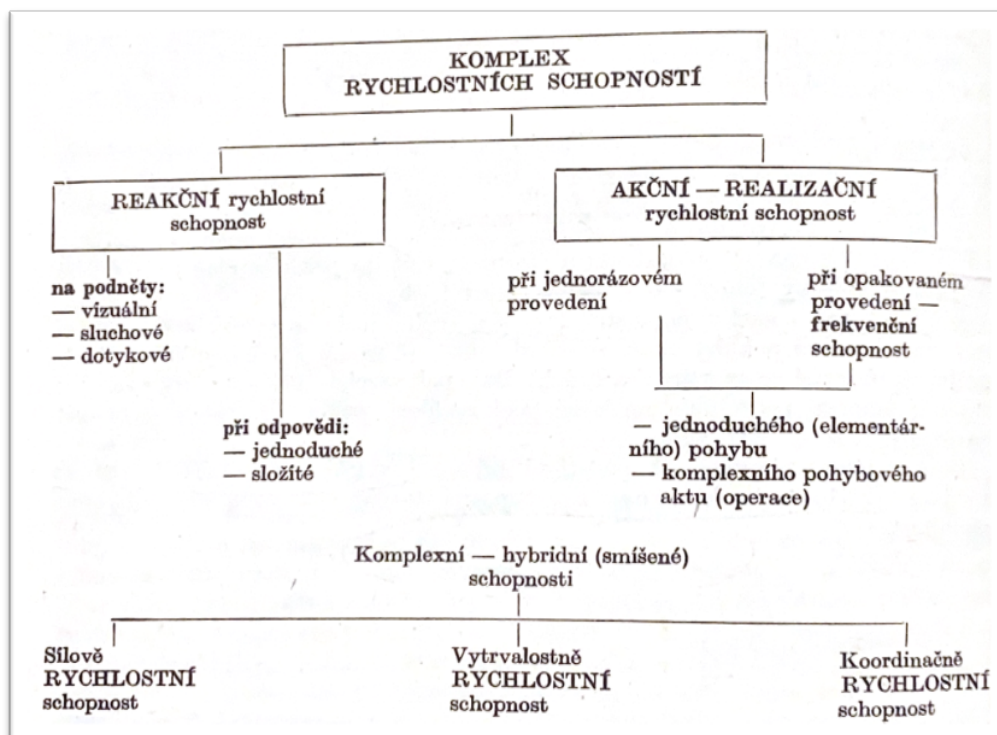 KOMPLEX
RYCHLOSTNÍCH SCHOPNOSTÍ
REAKČNÍ rychlostní
schopnost
AKČNÍ — REALIZAČNÍ
rychlostní schopnost
na podněty:
— vizuální
— sluchové
— dotykové
při odpovědi:
— jednoduché
— složíté
při jednorázovém
provedení
při opakovaném
provedení —
frekvenční
schopnost
— jednoduchého (elementár-
ního) pohybu
— komplexního pohybového
aktu (operace)
Komplexní — hybridní (smíšené)
schopnosti
Sílově
RYCHLOSTNÍ
schopnost
Vytrvalostně
RYCHLOSTNÍ
schopnost
Koordinačně
RYCHLOSTNÍ
schopnost